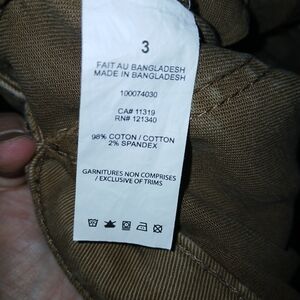 3
FAIT AU BANGLADESH
MADE IN BANGLADESH
100074030
CA# 11319
RN# 121340
98% COTON / COTTON
2% SPANDEX
GARNITURES NON COMPRISES
/ EXCLUSIVE OF TRIMS